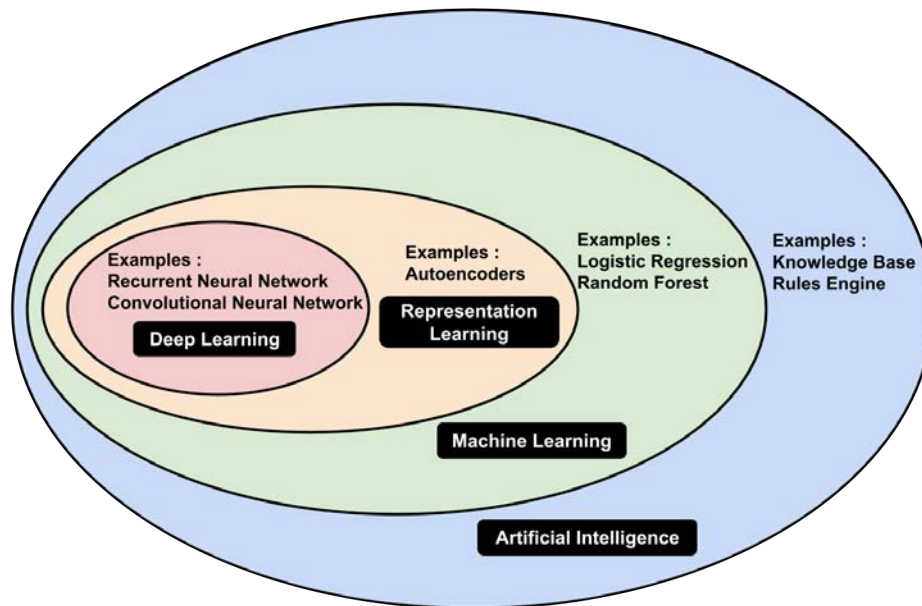 Examples :
Recurrent Neural Network
Convolutional Neural Network
Deep Learning
Examples :
Autoencoders
Representation
Learning
Examples :
Logistic Regression
Random Forest
Examples :
Knowledge Base
Rules Engine
Machine Learning
Artificial Intelligence